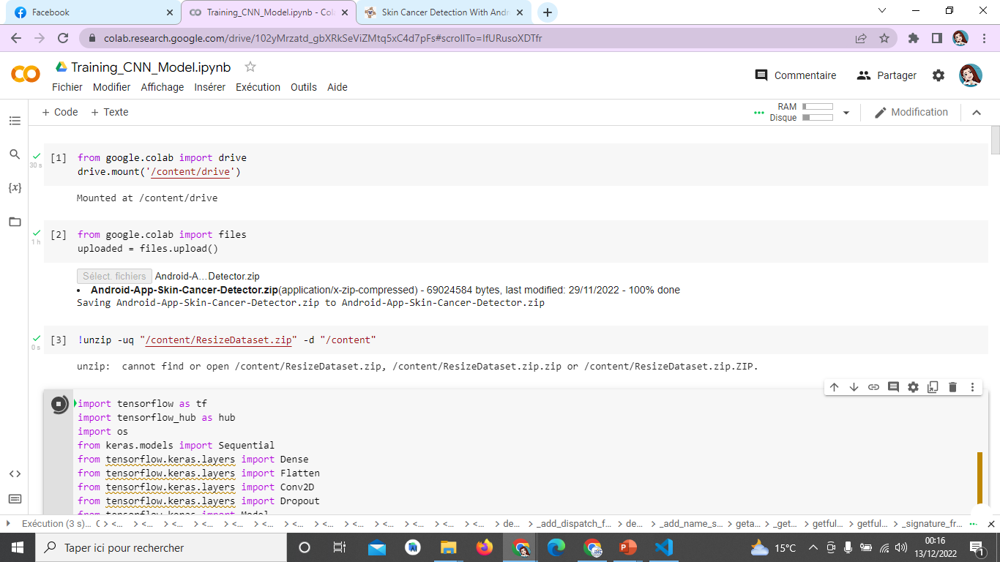 Facebook
Training_CNN_Model.ipynb - Col
Skin Cancer Detection With Andr
colab.research.google.com/drive/102yMrzatd_gbXRkSeViZMtq5xC4d7pFs#scrollTo=IfURusoXDTfr
Training_CNN_Model.ipynb
Fichier Modifier Affichage Insérer Exécution Outils Aide
Commentaire Partager
+ Code + Texte
RAM
Disque
Modification
[1] from google.colab import drive
30 s
drive.mount('/content/drive')
Mounted at /content/drive
[2] from google.colab import files
1 h
uploaded = files.upload()
Sélect. fichiers Android-A…Detector.zip
• Android-App-Skin-Cancer-Detector.zip(application/x-zip-compressed) - 69024584 bytes, last modified: 29/11/2022 - 100% done
Saving Android-App-Skin-Cancer-Detector.zip to Android-App-Skin-Cancer-Detector.zip
[3] !unzip -uq "/content/ResizeDataset.zip" -d "/content"
0 s
unzip:  cannot find or open /content/ResizeDataset.zip, /content/ResizeDataset.zip.zip or /content/ResizeDataset.zip.ZIP.
import tensorflow as tf
import tensorflow_hub as hub
import os
from keras.models import Sequential
from tensorflow.keras.layers import Dense
from tensorflow.keras.layers import Flatten
from tensorflow.keras.layers import Conv2D
from tensorflow.keras.layers import Dropout
from tensorflow.keras import Model
Exécution (3 s)... <... <... <... <... <... <... <... <... <... <... <... <... <... de... _add_dispatch_f... de... _add_name_s... geta... _get... getful... getful... _signature_fr...
Taper ici pour rechercher
15°C
00:16
13/12/2022
1